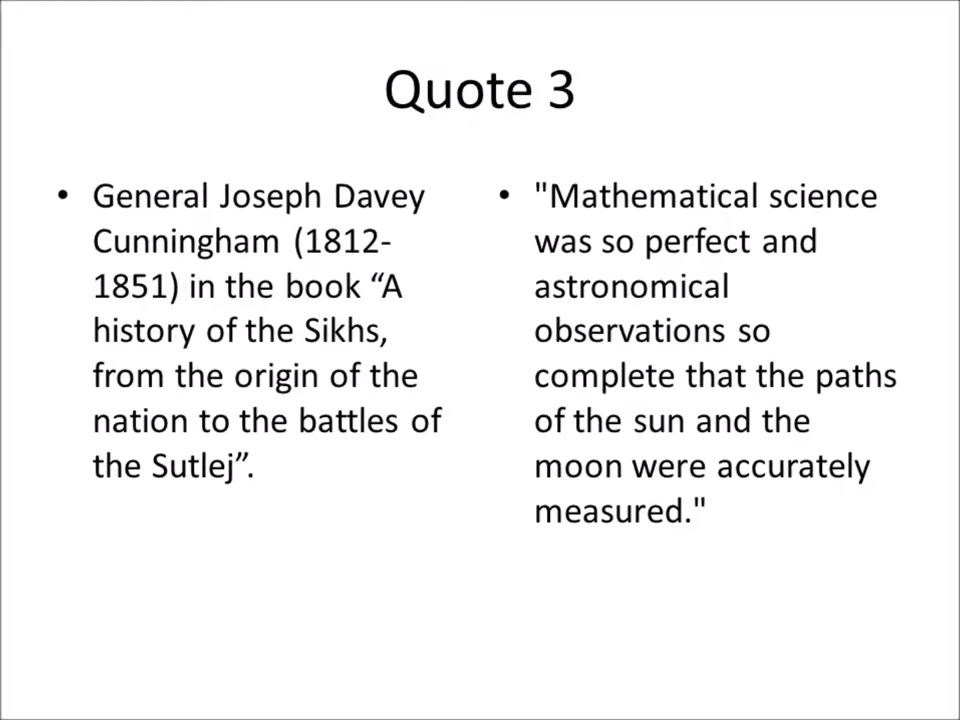 Quote 3
• General Joseph Davey
Cunningham (1812-
1851) in the book “A
history of the Sikhs,
from the origin of the
nation to the battles of
the Sutlej”.
• "Mathematical science
was so perfect and
astronomical
observations so
complete that the paths
of the sun and the
moon were accurately
measured."